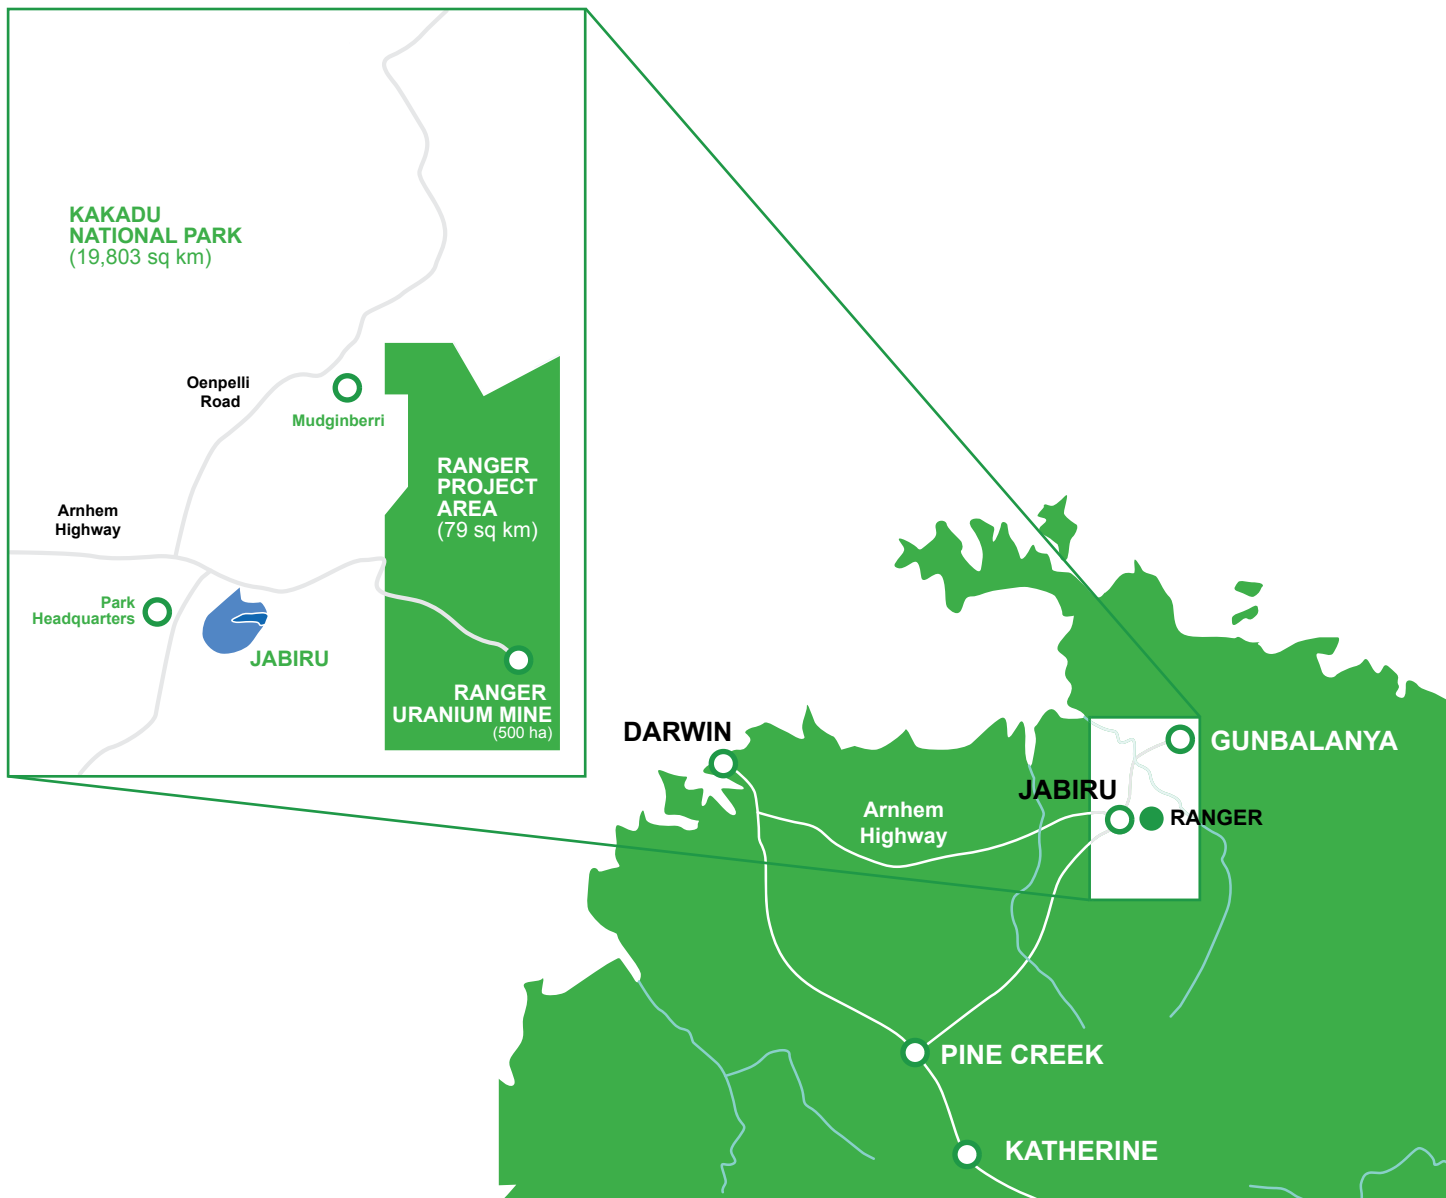 KAKADU
NATIONAL PARK
(19,803 sq km)
Oenpelli
Road
Mudginberri
RANGER
PROJECT
AREA
(79 sq km)
Arnhem
Highway
Park
Headquarters
JABIRU
RANGER
URANIUM MINE
(500 ha)
DARWIN
GUNBALANYA
JABIRU
RANGER
Arnhem
Highway
PINE CREEK
KATHERINE